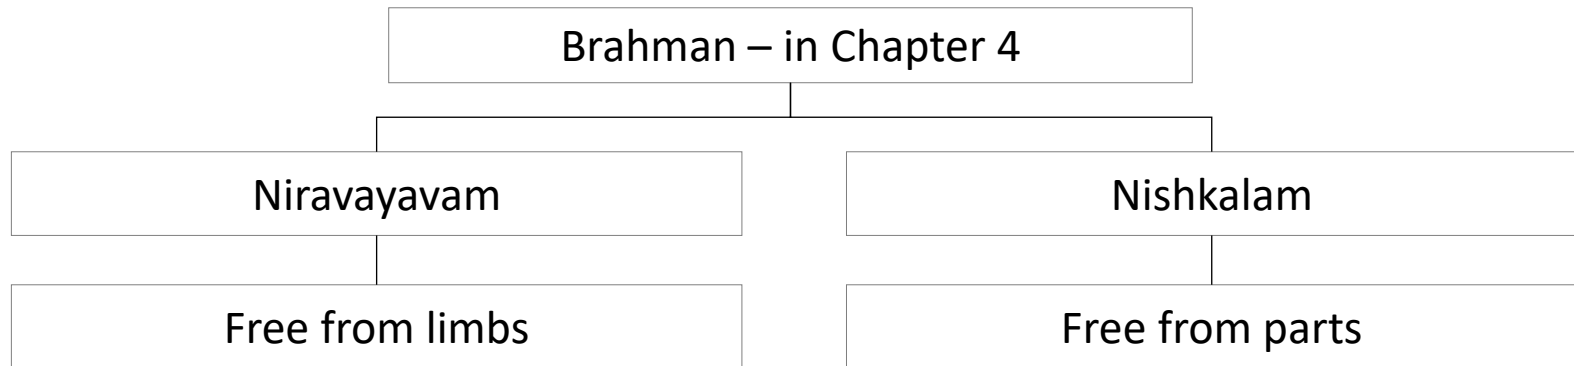 Brahman – in Chapter 4
Niravayavam
Nishkalam
Free from limbs
Free from parts